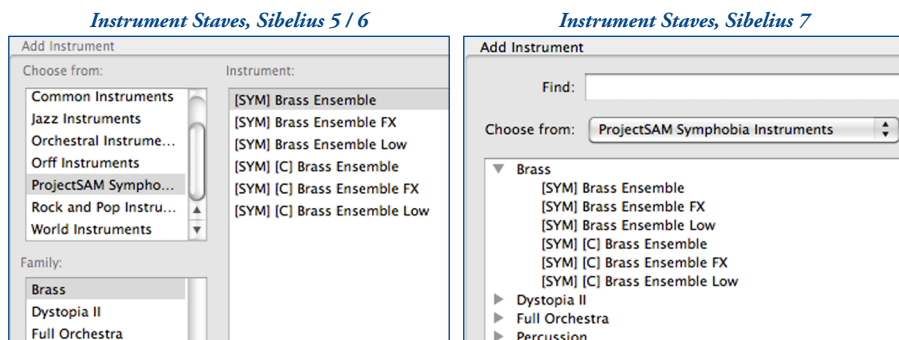 Instrument Staves, Sibelius 5 / 6
Add Instrument
Choose from:
Common Instruments
Jazz Instruments
Orchestral Instrume...
Orff Instruments
ProjectSAM Sympho...
Rock and Pop Instru...
World Instruments
Family:
Brass
Dystopia II
Full Orchestra
Instrument:
[SYM] Brass Ensemble
[SYM] Brass Ensemble FX
[SYM] Brass Ensemble Low
[SYM] [C] Brass Ensemble
[SYM] [C] Brass Ensemble FX
[SYM] [C] Brass Ensemble Low
Instrument Staves, Sibelius 7
Add Instrument
Find:
Choose from: ProjectSAM Symphobia Instruments
Brass
[SYM] Brass Ensemble
[SYM] Brass Ensemble FX
[SYM] Brass Ensemble Low
[SYM] [C] Brass Ensemble
[SYM] [C] Brass Ensemble FX
[SYM] [C] Brass Ensemble Low
Dystopia II
Full Orchestra
Percussion